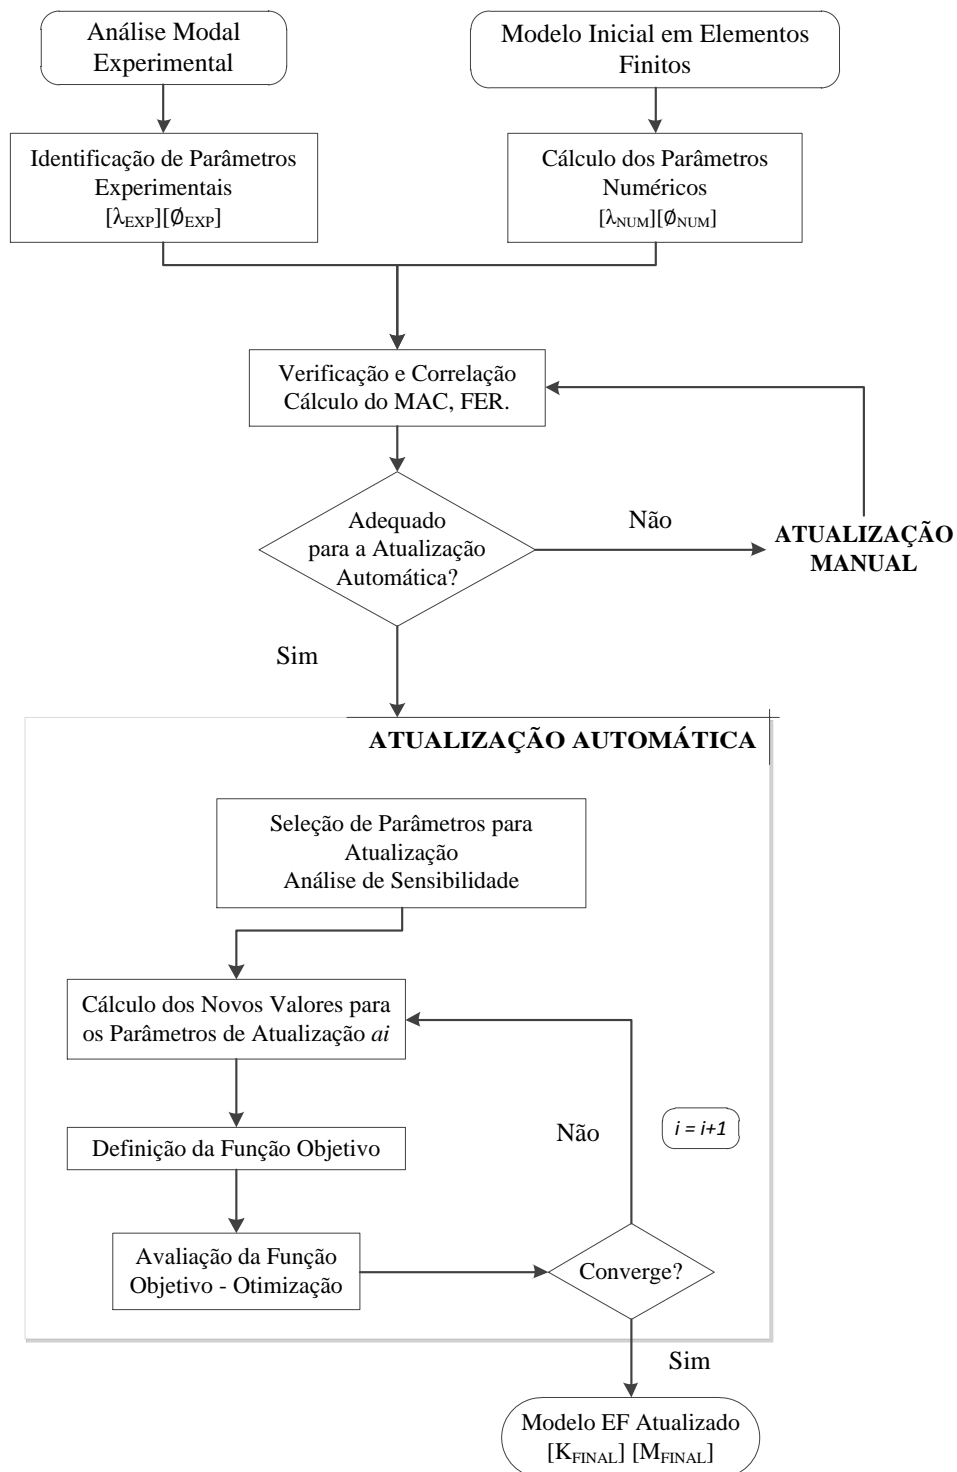 Análise Modal
Experimental
Modelo Inicial em Elementos
Finitos
Identificação de Parâmetros
Experimentais
[λEXP][ØEXP]
Cálculo dos Parâmetros
Numéricos
[λNUM][ØNUM]
Verificação e Correlação
Cálculo do MAC, FER.
Adequado
para a Atualização
Automática?
Não
ATUALIZAÇÃO
MANUAL
Sim
ATUALIZAÇÃO AUTOMÁTICA
Seleção de Parâmetros para
Atualização
Análise de Sensibilidade
Cálculo dos Novos Valores para
os Parâmetros de Atualização ai
Não
i = i+1
Definição da Função Objetivo
Avaliação da Função
Objetivo - Otimização
Converge?
Sim
Modelo EF Atualizado
[KFINAL] [MFINAL]